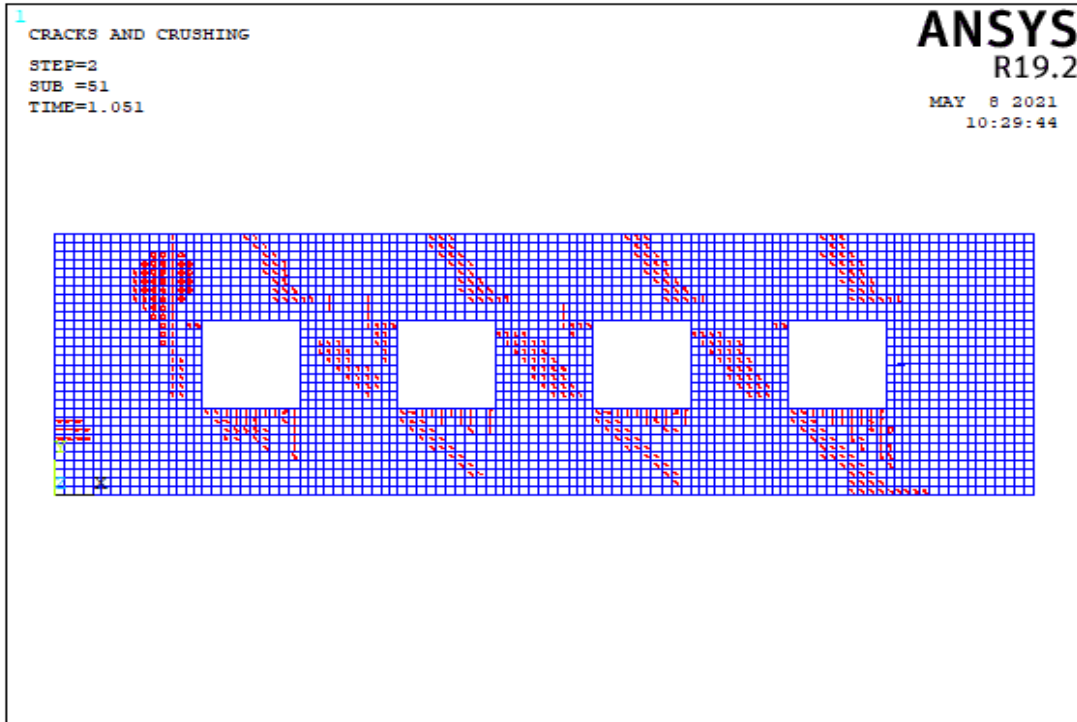 1
CRACKS AND CRUSHING
STEP=2
SUB =51
TIME=1.051
ANSYS
R19.2
MAY 8 2021
10:29:44
Y
Z X